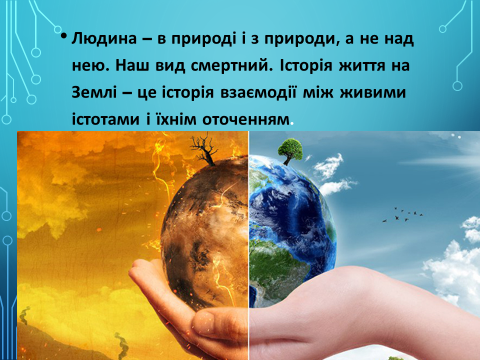 • Людина – в природі і з природи, а не над
нею. Наш вид смертний. Історія життя на
Землі – це історія взаємодії між живими
істотами і їхнім оточенням.